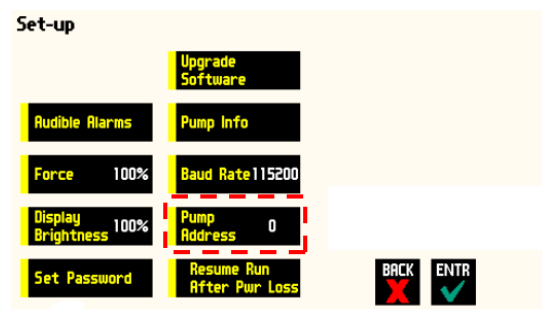 Set-up
Upgrade
Software
Audible Alarms
Pump Info
Force 100%
Baud Rate 115200
Display
Brightness 100%
Pump
Address 0
Set Password
Resume Run
After Pwr Loss
BACK
ENTR